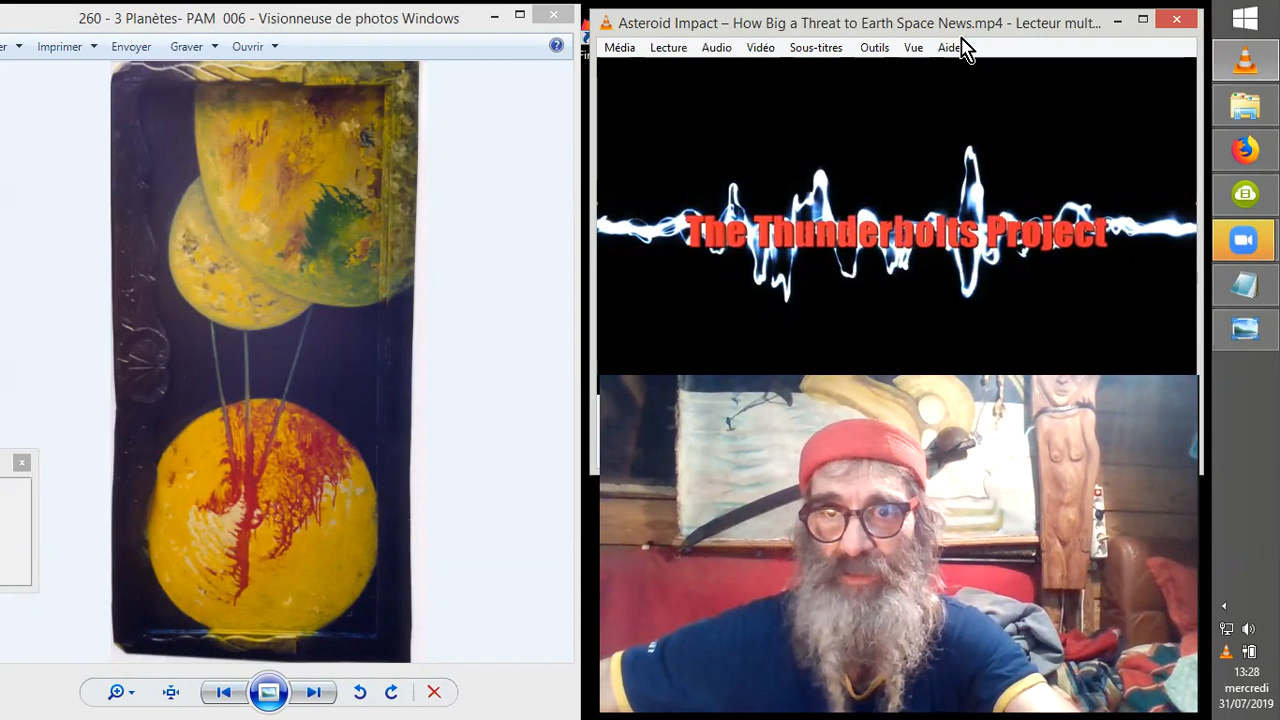 260 - 3 Planètes- PAM 006 - Visionneuse de photos Windows
Imprimer Envoyer Graver Ouvrir
Asteroid Impact – How Big a Threat to Earth Space News.mp4 - Lecteur mult...
Média Lecture Audio Vidéo Sous-titres Outils Vue Aide
The Thunderbolts Project
13:28
mercredi
31/07/2019